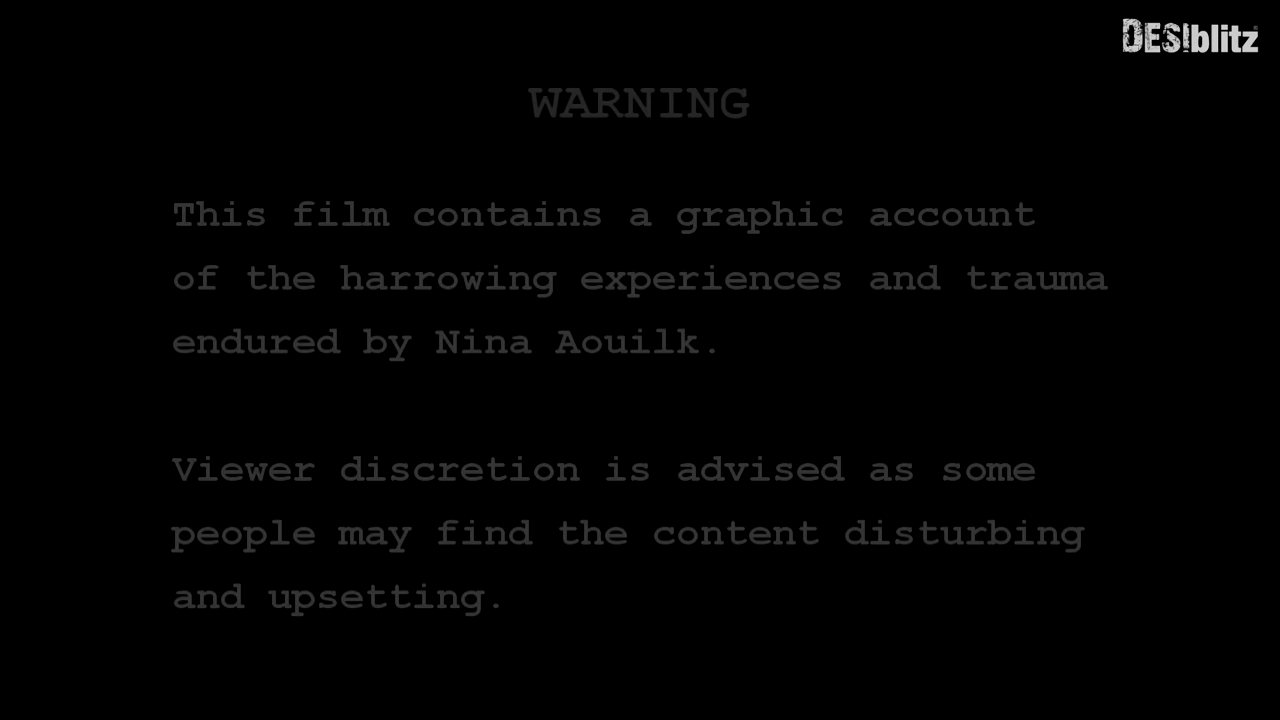 DESIblitz
WARNING
This film contains a graphic account
of the harrowing experiences and trauma
endured by Nina Aouilk.
Viewer discretion is advised as some
people may find the content disturbing
and upsetting.